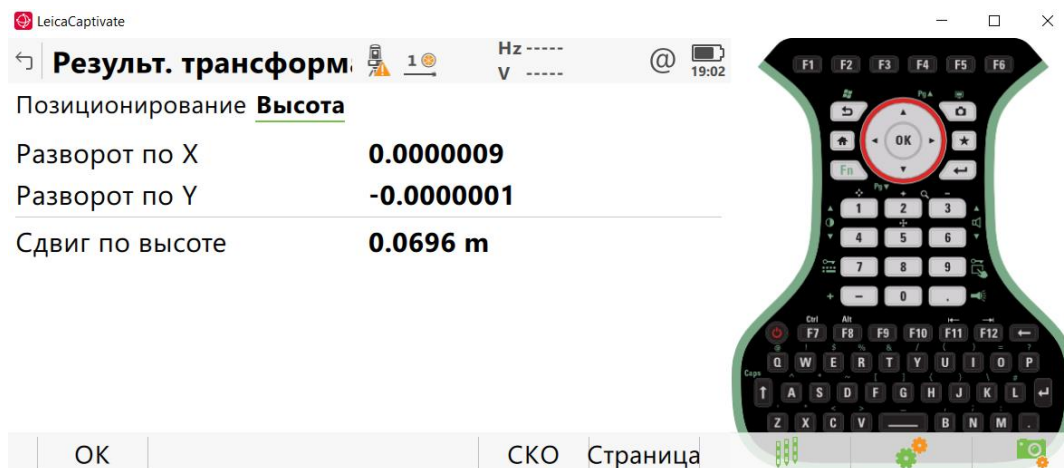 LeicaCaptivate
Результ. трансформа
1
Hz -----
V -----
@
19:02
Позиционирование Высота
Разворот по X 0.0000009
Разворот по Y -0.0000001
Сдвиг по высоте 0.0696 m
OK СКО Страница
F1 F2 F3 F4 F5 F6
Pg
OK
Fn
Pg
1 2 3
4 5 6
7 8 9
+ - 0 .
Ctrl Alt
F7 F8 F9 F10 F11 F12
Q W E R T Y U I O P
Caps
A S D F G H J K L
Z X C V B N M .